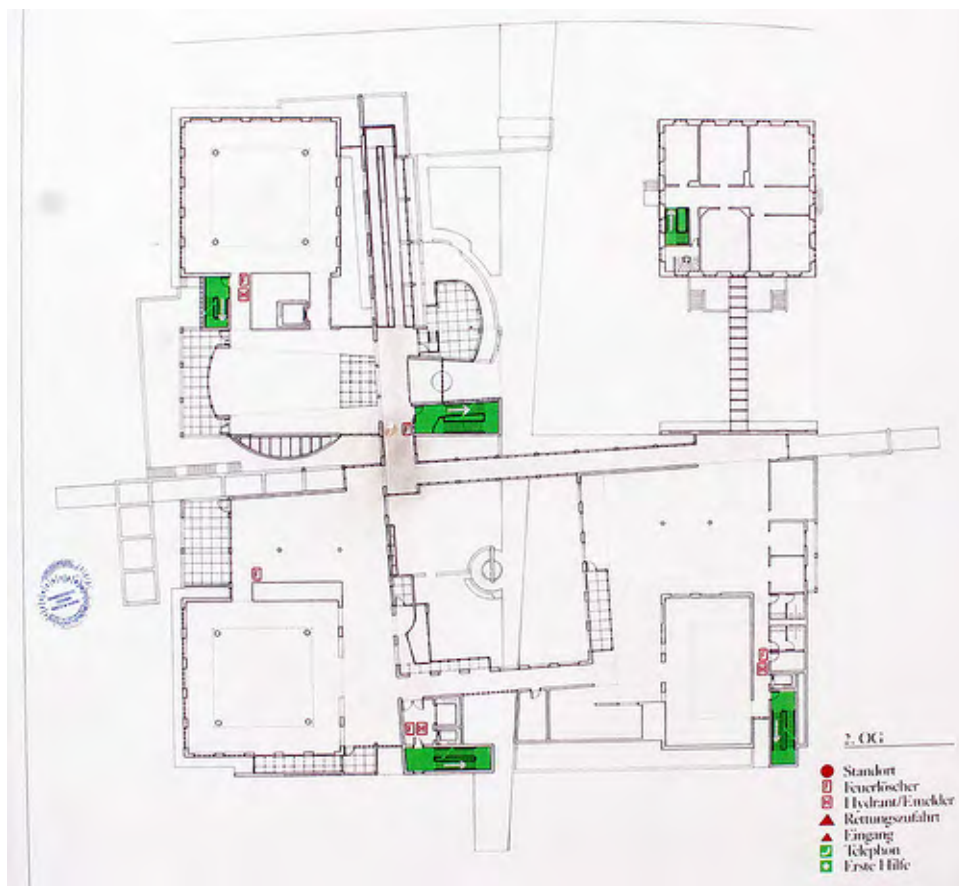 2. OG
Standort
F Feuerlöscher
H Hydrant/Emelder
Rettungszufahrt
Eingang
Telephon
Erste Hilfe